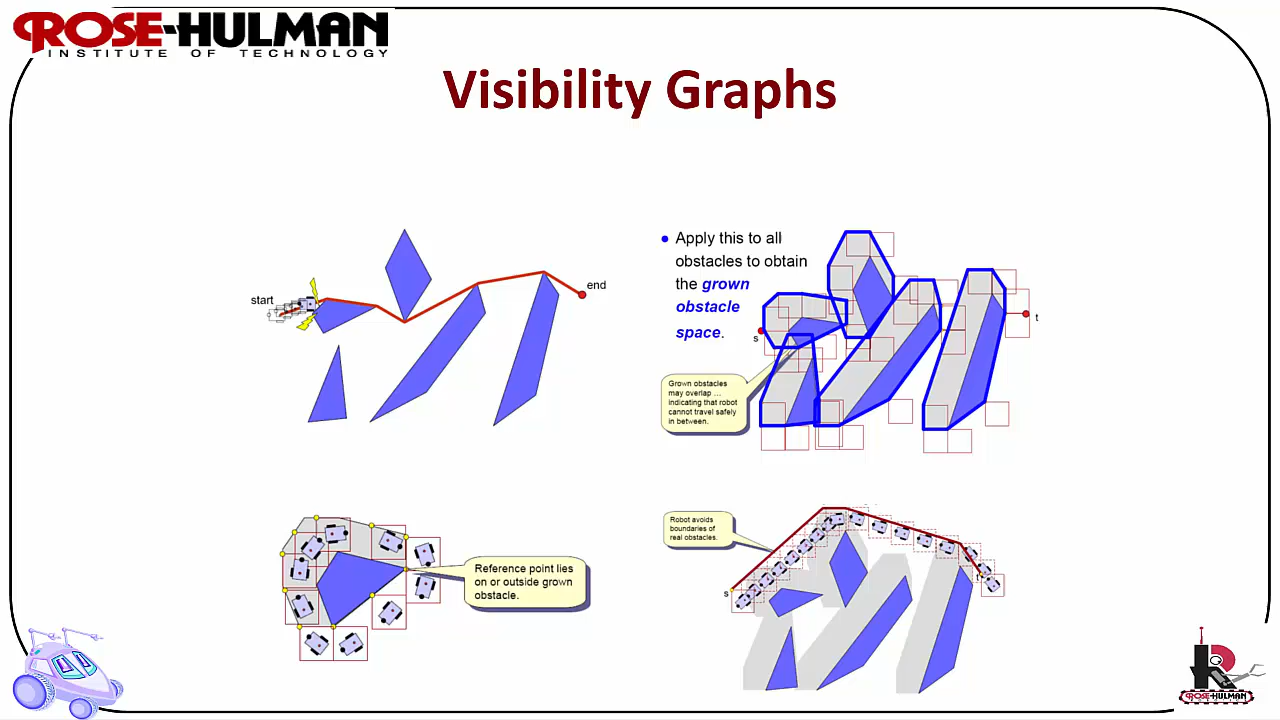 ROSE-HULMAN
INSTITUTE OF TECHNOLOGY
Visibility Graphs
start
end
• Apply this to all
obstacles to obtain
the grown
obstacle
space.
s
t
Grown obstacles
may overlap ...
indicating that robot
cannot travel safely
in between.
Reference point lies
on or outside grown
obstacle.
Robot avoids
boundaries of
real obstacles.
s
t
R
ROSE-HULMAN